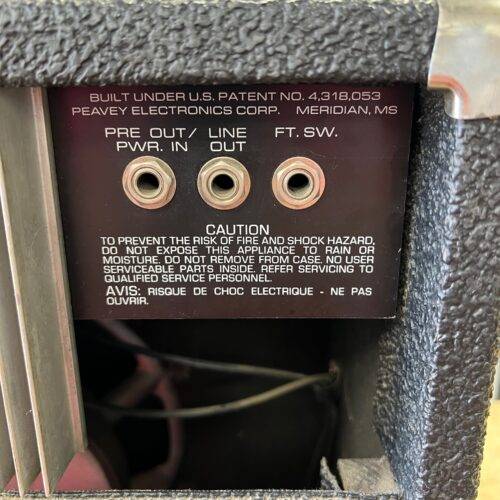 BUILT UNDER U.S. PATENT NO. 4,318,053
PEAVEY ELECTRONICS CORP. MERIDIAN, MS
PRE OUT/ LINE FT. SW.
PWR. IN OUT
CAUTION
TO PREVENT THE RISK OF FIRE AND SHOCK HAZARD,
DO NOT EXPOSE THIS APPLIANCE TO RAIN OR
MOISTURE. DO NOT REMOVE FROM CASE. NO USER
SERVICEABLE PARTS INSIDE. REFER SERVICING TO
QUALIFIED SERVICE PERSONNEL.
AVIS: RISQUE DE CHOC ELECTRIQUE - NE PAS
OUVRIR.